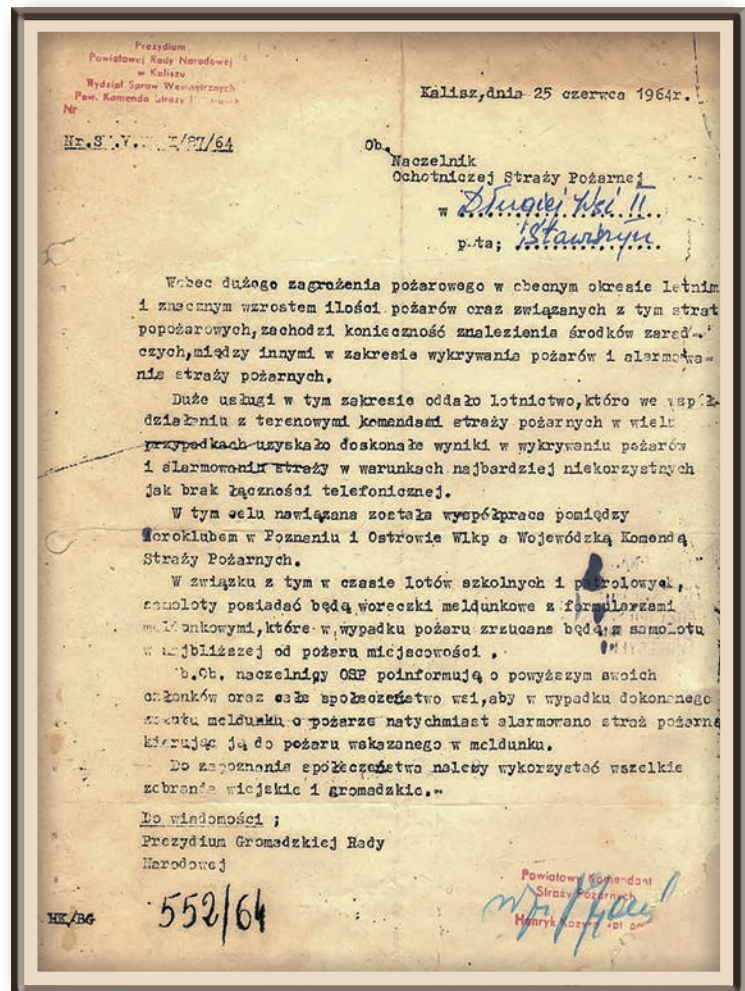 Prezydium
Powiatowej Rady Narodowej
w Kaliszu
Wydział Spraw Wewnętrznych
Pow. Komenda Straży
Nr
Kalisz,dnia 25 czerwca 1964r.
/87/64
Ob.
Naczelnik
Ochotniczej Straży Pożarnej
w Długiej Wsi II
p-ta; Stawiszyn
Wobec dużego zagrożenia pożarowego w obecnym okresie letnim
i znacznym wzrostem ilości pożarów oraz związanych z tym strat
popożarowych,zachodzi konieczność znalezienia środków zarad-
czych,między innymi w zakresie wykrywania pożarów i alarmowa-
nia straży pożarnych.
Duże usługi w tym zakresie oddało lotnictwo,które we współ-
działaniu z terenowymi komendami straży pożarnych w wielu
przypadkach uzyskało doskonałe wyniki w wykrywaniu pożarów
i alarmowaniu straży w warunkach najbardziej niekorzystnych
jak brak łączności telefonicznej.
W tym celu nawiązana została wyspółpraca pomiędzy
Aeroklubem w Poznaniu i Ostrowie Wlkp a Wojewódzką Komendą
Straży Pożarnych.
W związku z tym w czasie lotów szkolnych i patrolowych,
samoloty posiadać będą woreczki meldunkowe z formularzami
meldunkowymi,które w wypadku pożaru zrzucane będą z samolotu
w najbliższej od pożaru miejscowości .
Ob.Ob. naczelnicy OSP poinformują o powyższym swoich
członków oraz całe społeczeństwo wsi,aby w wypadku dokonanego
zrzutu meldunku o pożarze natychmiast alarmowano straż pożarną
kierując ją do pożaru wskazanego w meldunku.
Do zapoznania społeczeństwa należy wykorzystać wszelkie
zebrania wiejskie i gromadzkie.-
Do wiadomości ;
Prezydium Gromadzkiej Rady
Narodowej
HK/BG
552/64
Powiatowy Komendant
Straży Pożarnych
Henryk